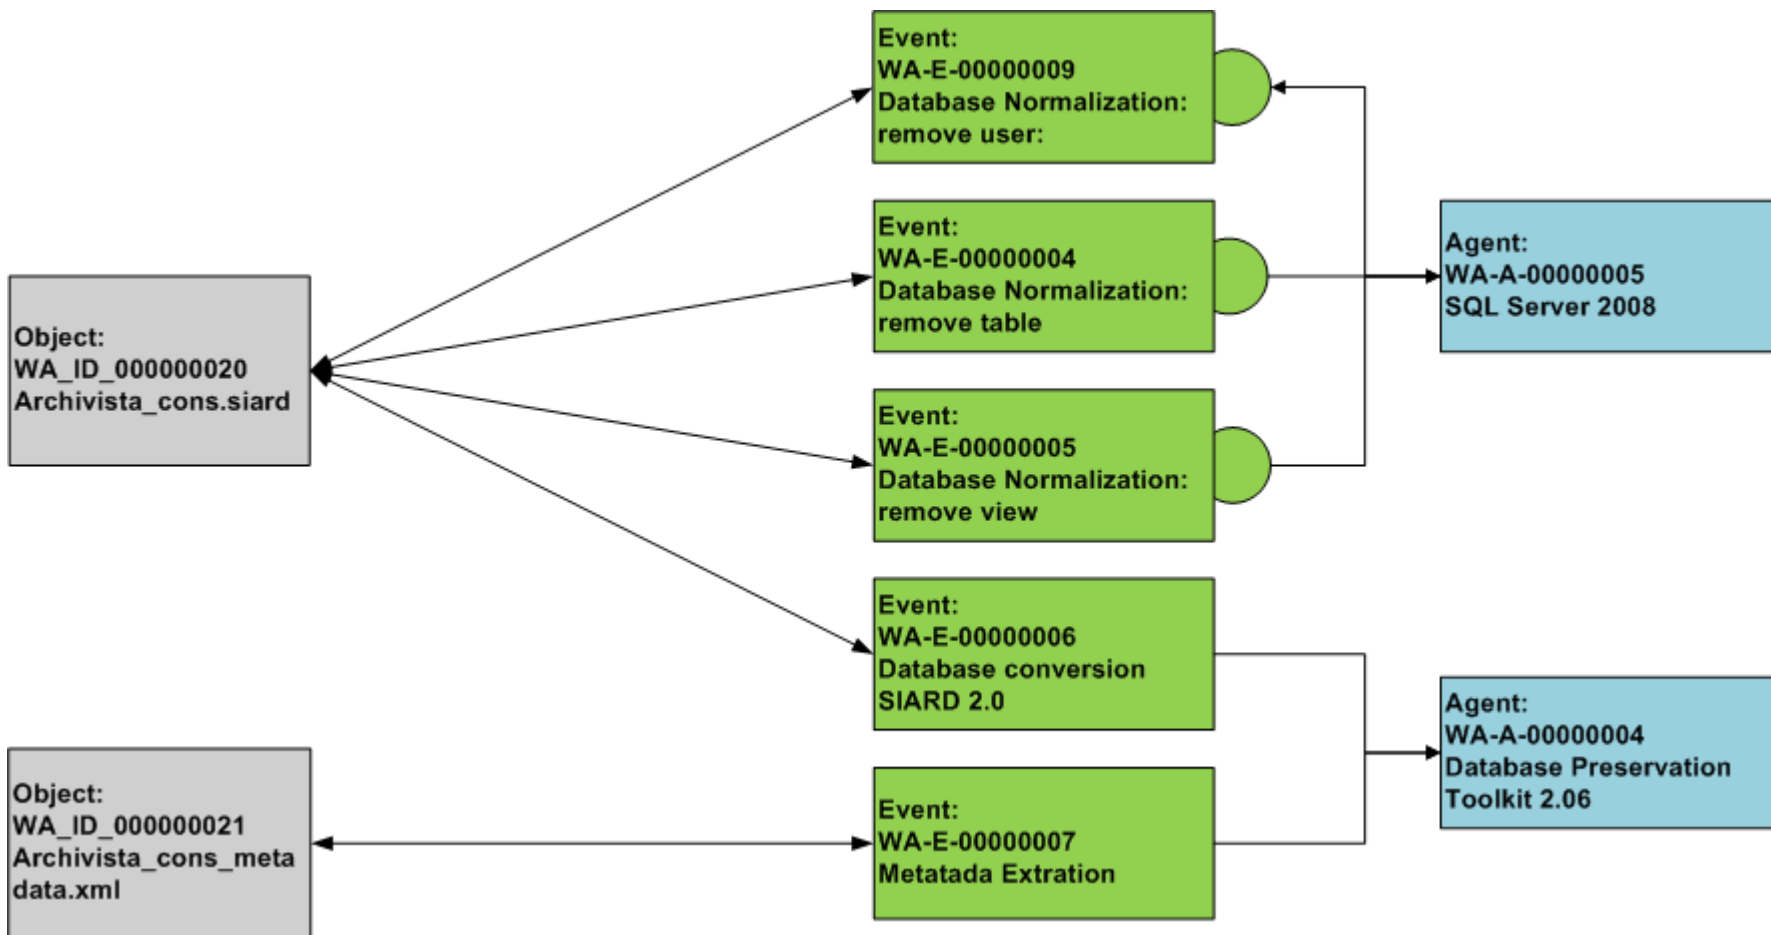 Event:
WA-E-00000009
Database Normalization:
remove user:
Event:
WA-E-00000004
Database Normalization:
remove table
Agent:
WA-A-00000005
SQL Server 2008
Object:
WA_ID_000000020
Archivista_cons.siard
Event:
WA-E-00000005
Database Normalization:
remove view
Event:
WA-E-00000006
Database conversion
SIARD 2.0
Agent:
WA-A-00000004
Database Preservation
Toolkit 2.06
Object:
WA_ID_000000021
Archivista_cons_meta
data.xml
Event:
WA-E-00000007
Metatada Extration